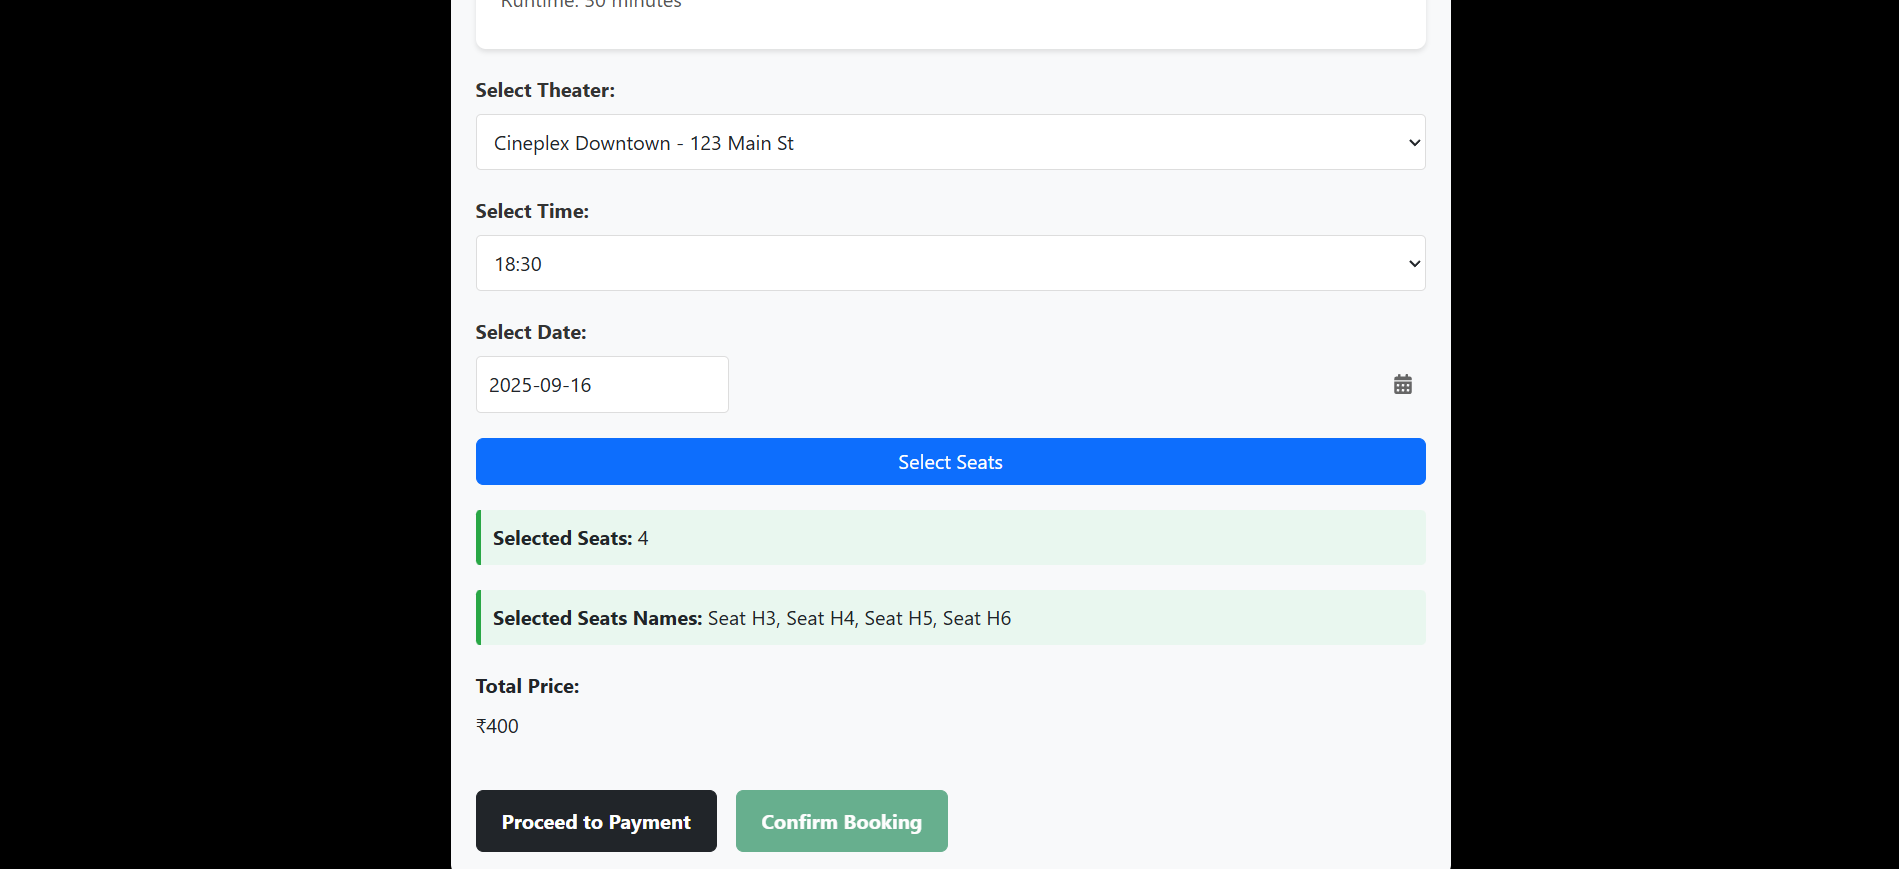 Runtime: 30 minutes
Select Theater:
Cineplex Downtown - 123 Main St
Select Time:
18:30
Select Date:
2025-09-16
Select Seats
Selected Seats: 4
Selected Seats Names: Seat H3, Seat H4, Seat H5, Seat H6
Total Price:
₹400
Proceed to Payment
Confirm Booking